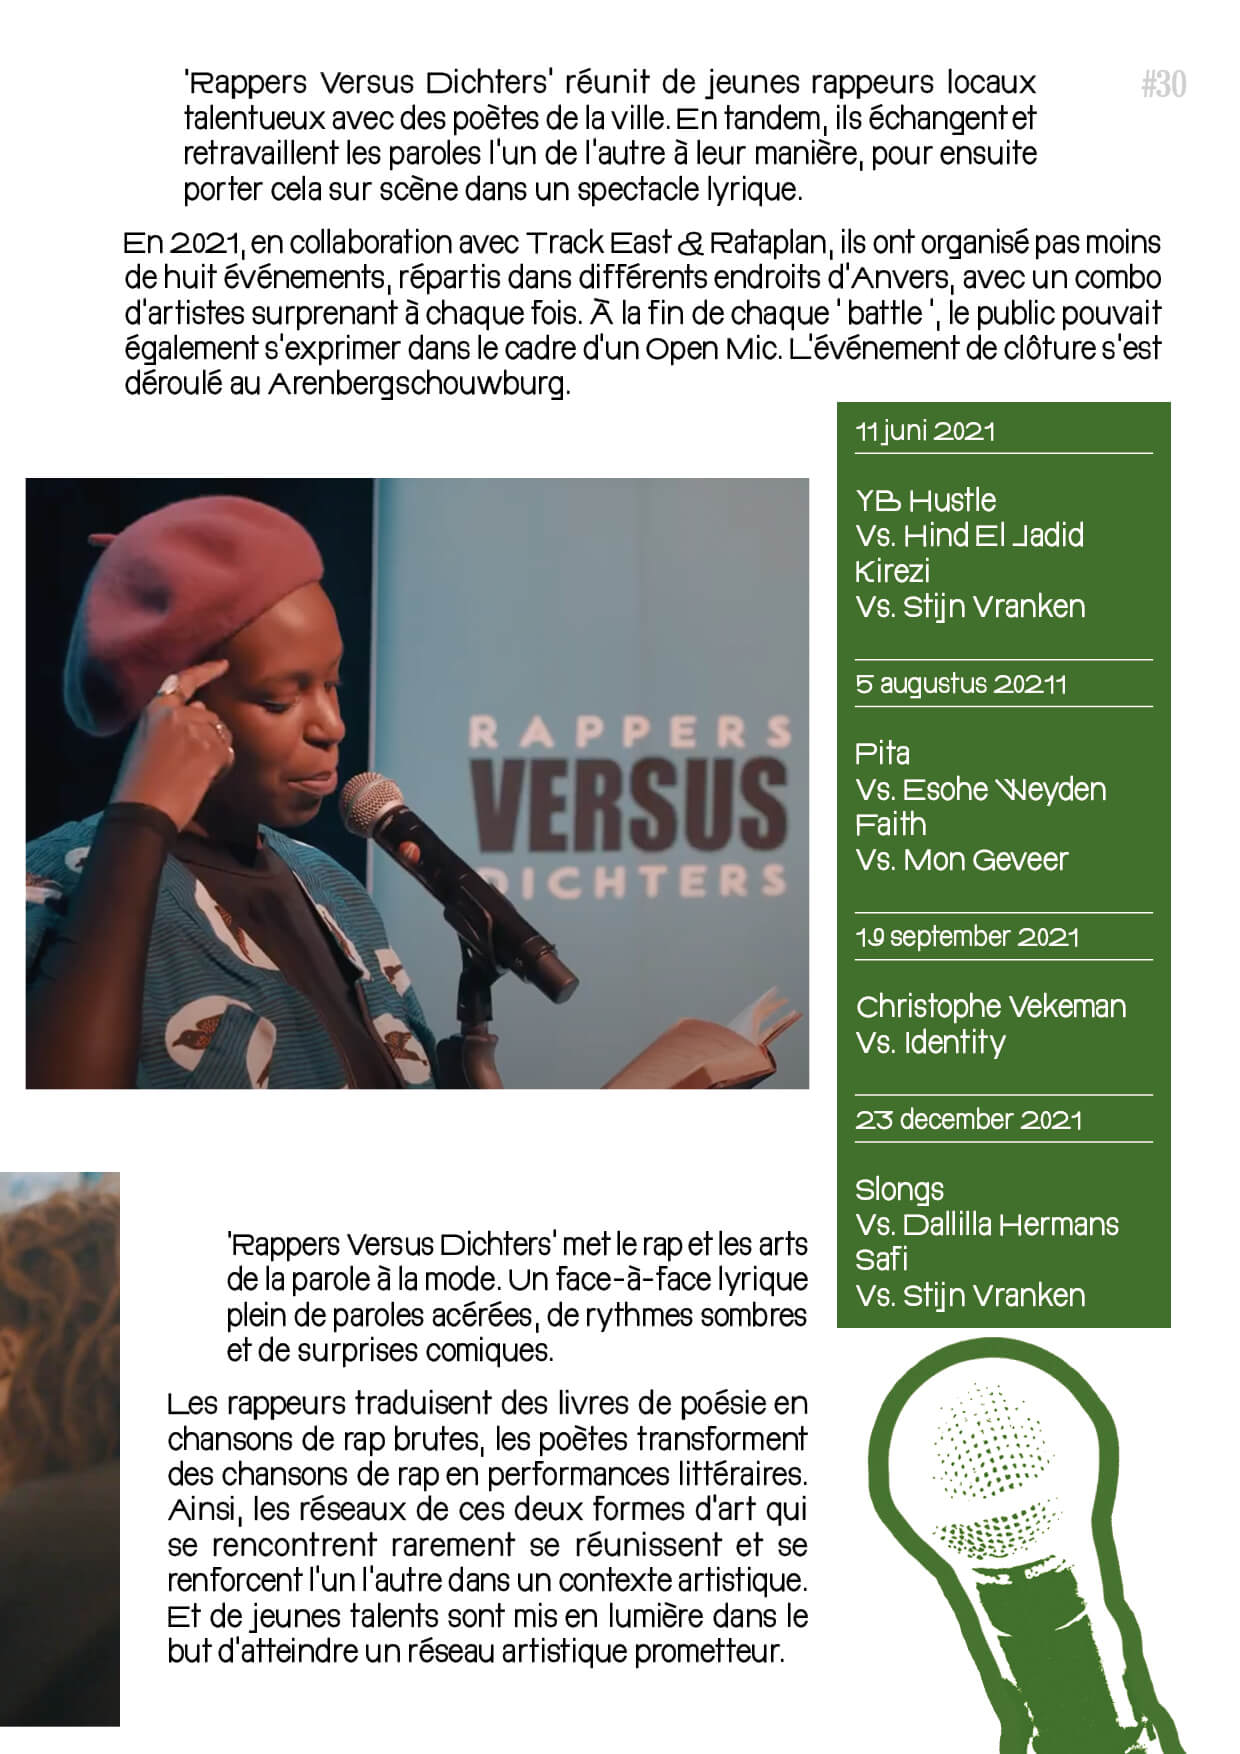 #30
'Rappers Versus Dichters' réunit de jeunes rappeurs locaux
talentueux avec des poètes de la ville. En tandem, ils échangent et
retravaillent les paroles l'un de l'autre à leur manière, pour ensuite
porter cela sur scène dans un spectacle lyrique.
En 2021, en collaboration avec Track East & Rataplan, ils ont organisé pas moins
de huit événements, répartis dans différents endroits d'Anvers, avec un combo
d'artistes surprenant à chaque fois. À la fin de chaque ' battle ', le public pouvait
également s'exprimer dans le cadre d'un Open Mic. L'événement de clôture s'est
déroulé au Arenbergschouwburg.
RAPPERS
VERSUS
DICHTERS
11 juni 2021
YB Hustle
Vs. Hind El Jadid
Kirezi
Vs. Stijn Vranken
5 augustus 20211
Pita
Vs. Esohe Weyden
Faith
Vs. Mon Geveer
19 september 2021
Christophe Vekeman
Vs. Identity
23 december 2021
Slongs
Vs. Dallilla Hermans
Safi
Vs. Stijn Vranken
'Rappers Versus Dichters' met le rap et les arts
de la parole à la mode. Un face-à-face lyrique
plein de paroles acérées, de rythmes sombres
et de surprises comiques.
Les rappeurs traduisent des livres de poésie en
chansons de rap brutes, les poètes transforment
des chansons de rap en performances littéraires.
Ainsi, les réseaux de ces deux formes d'art qui
se rencontrent rarement se réunissent et se
renforcent l'un l'autre dans un contexte artistique.
Et de jeunes talents sont mis en lumière dans le
but d'atteindre un réseau artistique prometteur.